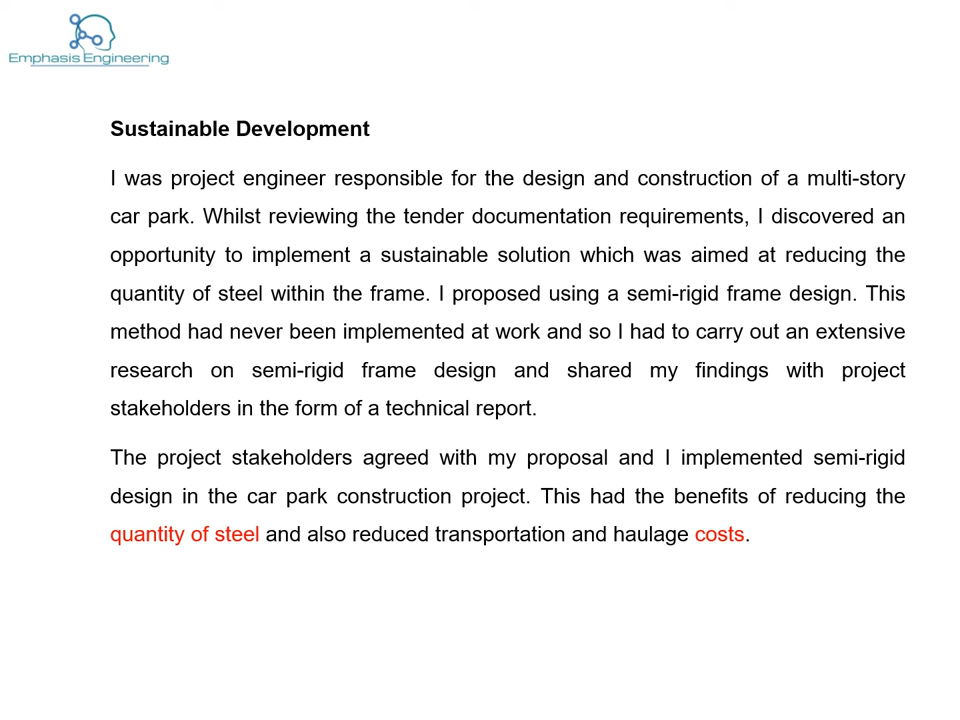 Emphasis Engineering
Sustainable Development
I was project engineer responsible for the design and construction of a multi-story
car park. Whilst reviewing the tender documentation requirements, I discovered an
opportunity to implement a sustainable solution which was aimed at reducing the
quantity of steel within the frame. I proposed using a semi-rigid frame design. This
method had never been implemented at work and so I had to carry out an extensive
research on semi-rigid frame design and shared my findings with project
stakeholders in the form of a technical report.
The project stakeholders agreed with my proposal and I implemented semi-rigid
design in the car park construction project. This had the benefits of reducing the
quantity of steel and also reduced transportation and haulage costs.